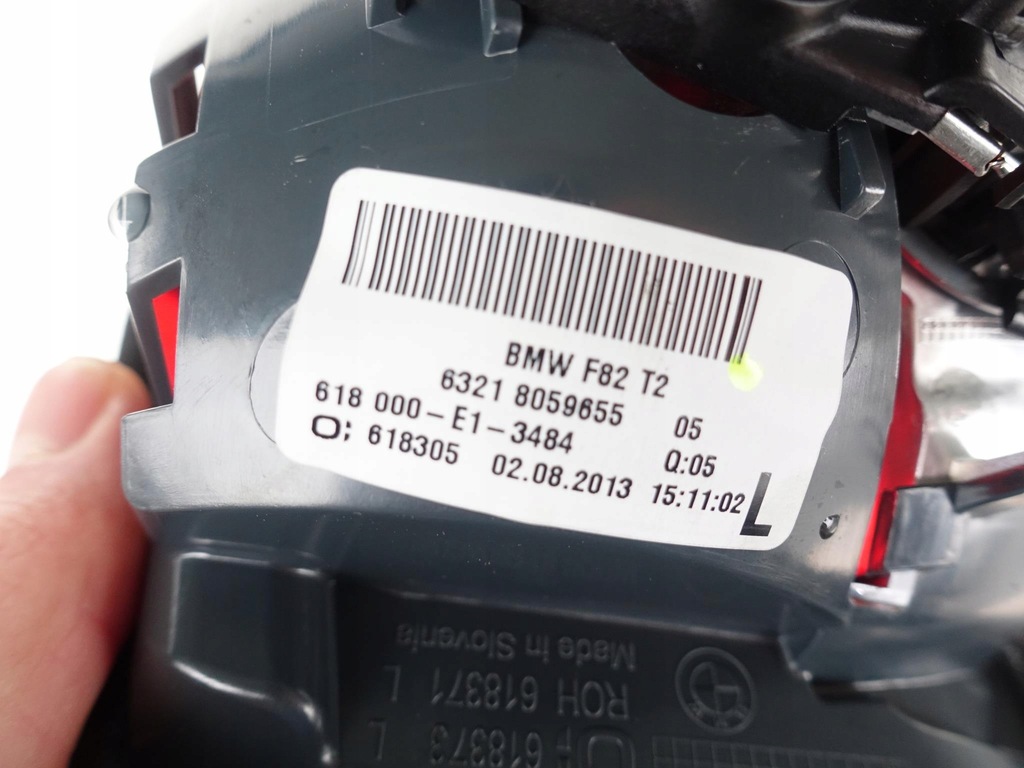 BMW F82 T2
6321 8059655 05
618 000-E1-3484 Q:05
O; 618305 02.08.2013 15:11:02 L
Made in Slovenia
ROH 618371 L
618373 L